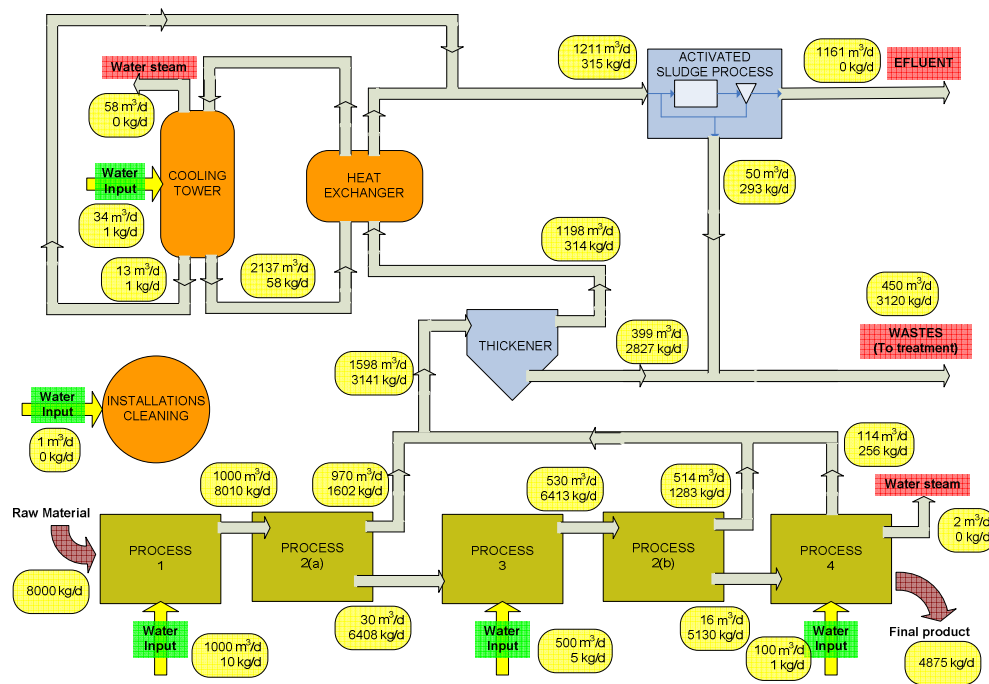 Water steam
58 m³/d
0 kg/d
COOLING
TOWER
Water
Input
34 m³/d
1 kg/d
13 m³/d
1 kg/d
2137 m³/d
58 kg/d
HEAT
EXCHANGER
1211 m³/d
315 kg/d
ACTIVATED
SLUDGE PROCESS
1161 m³/d
0 kg/d
EFLUENT
50 m³/d
293 kg/d
1198 m³/d
314 kg/d
450 m³/d
3120 kg/d
WASTES
(To treatment)
THICKENER
399 m³/d
2827 kg/d
1598 m³/d
3141 kg/d
Water
Input
1 m³/d
0 kg/d
INSTALLATIONS
CLEANING
1000 m³/d
8010 kg/d
970 m³/d
1602 kg/d
530 m³/d
6413 kg/d
514 m³/d
1283 kg/d
114 m³/d
256 kg/d
Water steam
2 m³/d
0 kg/d
Raw Material
8000 kg/d
PROCESS
1
PROCESS
2(a)
PROCESS
3
PROCESS
2(b)
PROCESS
4
Water
Input
1000 m³/d
10 kg/d
30 m³/d
6408 kg/d
Water
Input
500 m³/d
5 kg/d
16 m³/d
5130 kg/d
100 m³/d
1 kg/d
Water
Input
Final product
4875 kg/d